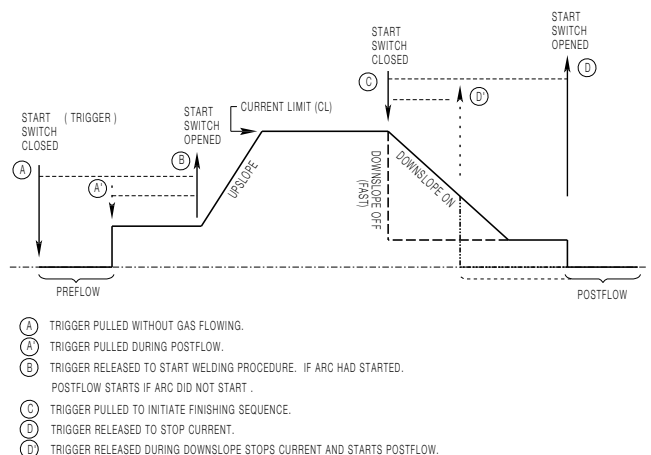 START
SWITCH
CLOSED
START
SWITCH
OPENED
C
D
D'
START ( TRIGGER )
SWITCH
CLOSED
START
SWITCH
OPENED
CURRENT LIMIT (CL)
A
A'
B
UPSLOPE
DOWNSLOPE OFF
(FAST)
DOWNSLOPE ON
PREFLOW
POSTFLOW
A TRIGGER PULLED WITHOUT GAS FLOWING.
A' TRIGGER PULLED DURING POSTFLOW.
B TRIGGER RELEASED TO START WELDING PROCEDURE. IF ARC HAD STARTED.
POSTFLOW STARTS IF ARC DID NOT START .
C TRIGGER PULLED TO INITIATE FINISHING SEQUENCE.
D TRIGGER RELEASED TO STOP CURRENT.
D' TRIGGER RELEASED DURING DOWNSLOPE STOPS CURRENT AND STARTS POSTFLOW.